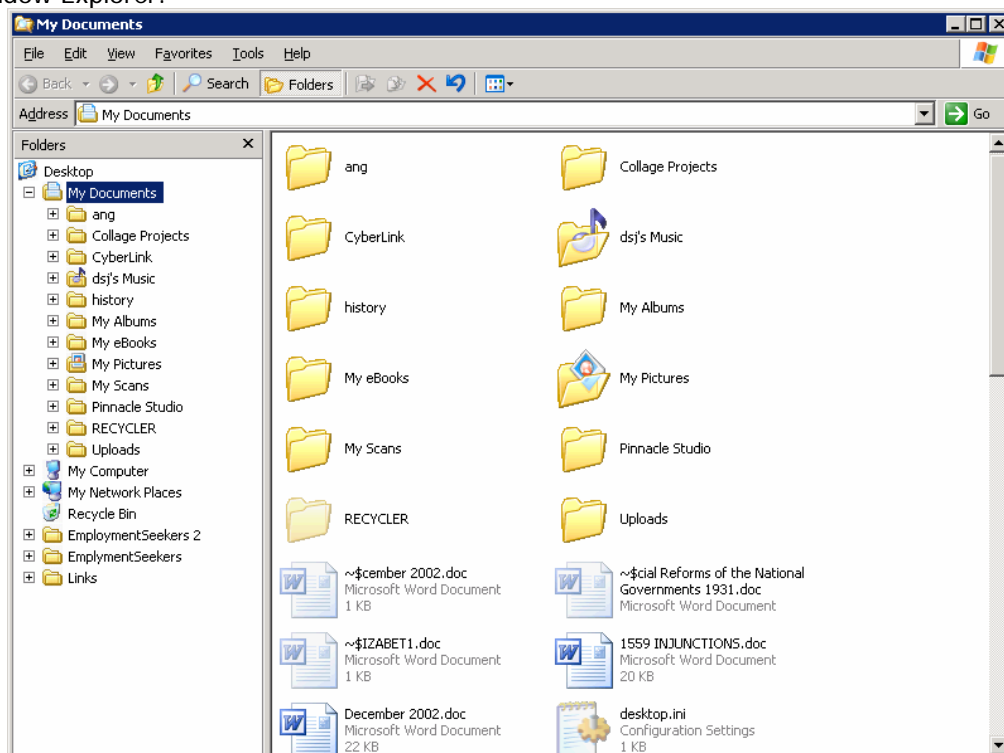 My Documents
File Edit View Favorites Tools Help
Back Search Folders
Address My Documents Go
Folders
Desktop
My Documents
ang
Collage Projects
CyberLink
dsj's Music
history
My Albums
My eBooks
My Pictures
My Scans
Pinnacle Studio
RECYCLER
Uploads
My Computer
My Network Places
Recycle Bin
EmploymentSeekers 2
EmplymentSeekers
Links
ang
Collage Projects
CyberLink
dsj's Music
history
My Albums
My eBooks
My Pictures
My Scans
Pinnacle Studio
RECYCLER
Uploads
~$cember 2002.doc
Microsoft Word Document
1 KB
~$cial Reforms of the National
Governments 1931.doc
Microsoft Word Document
~$IZABET1.doc
Microsoft Word Document
1 KB
1559 INJUNCTIONS.doc
Microsoft Word Document
20 KB
December 2002.doc
Microsoft Word Document
22 KB
desktop.ini
Configuration Settings
1 KB